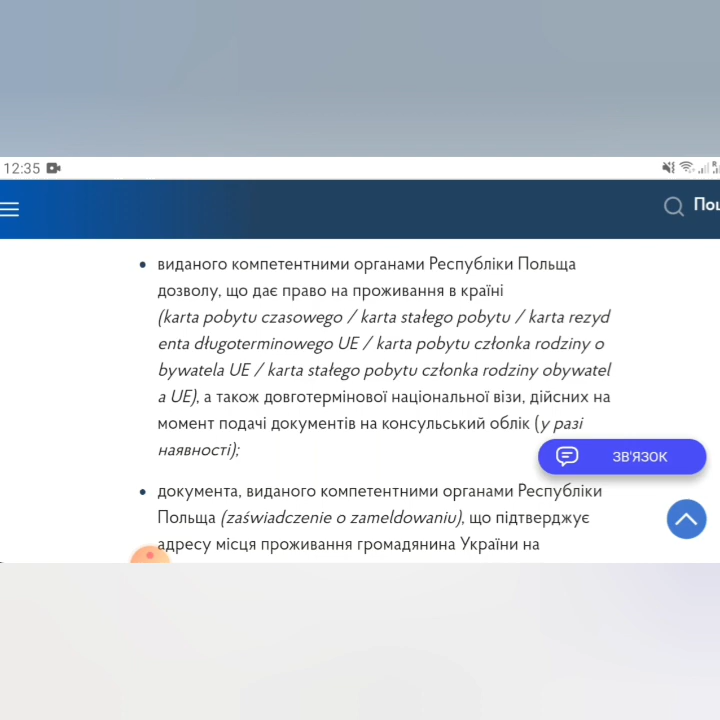 12:35
Пош
виданого компетентними органами Республіки Польща
дозволу, що дає право на проживання в країні
(karta pobytu czasowego / karta stałego pobytu / karta rezyd
enta długoterminowego UE / karta pobytu członka rodziny o
bywatela UE / karta stałego pobytu członka rodziny obywatel
a UE), а також довготермінової національної візи, дійсних на
момент подачі документів на консульський облік (у разі
наявності);
ЗВ'ЯЗОК
документа, виданого компетентними органами Республіки
Польща (zaświadczenie o zameldowaniu), що підтверджує
адресу місця проживання громадянина України на